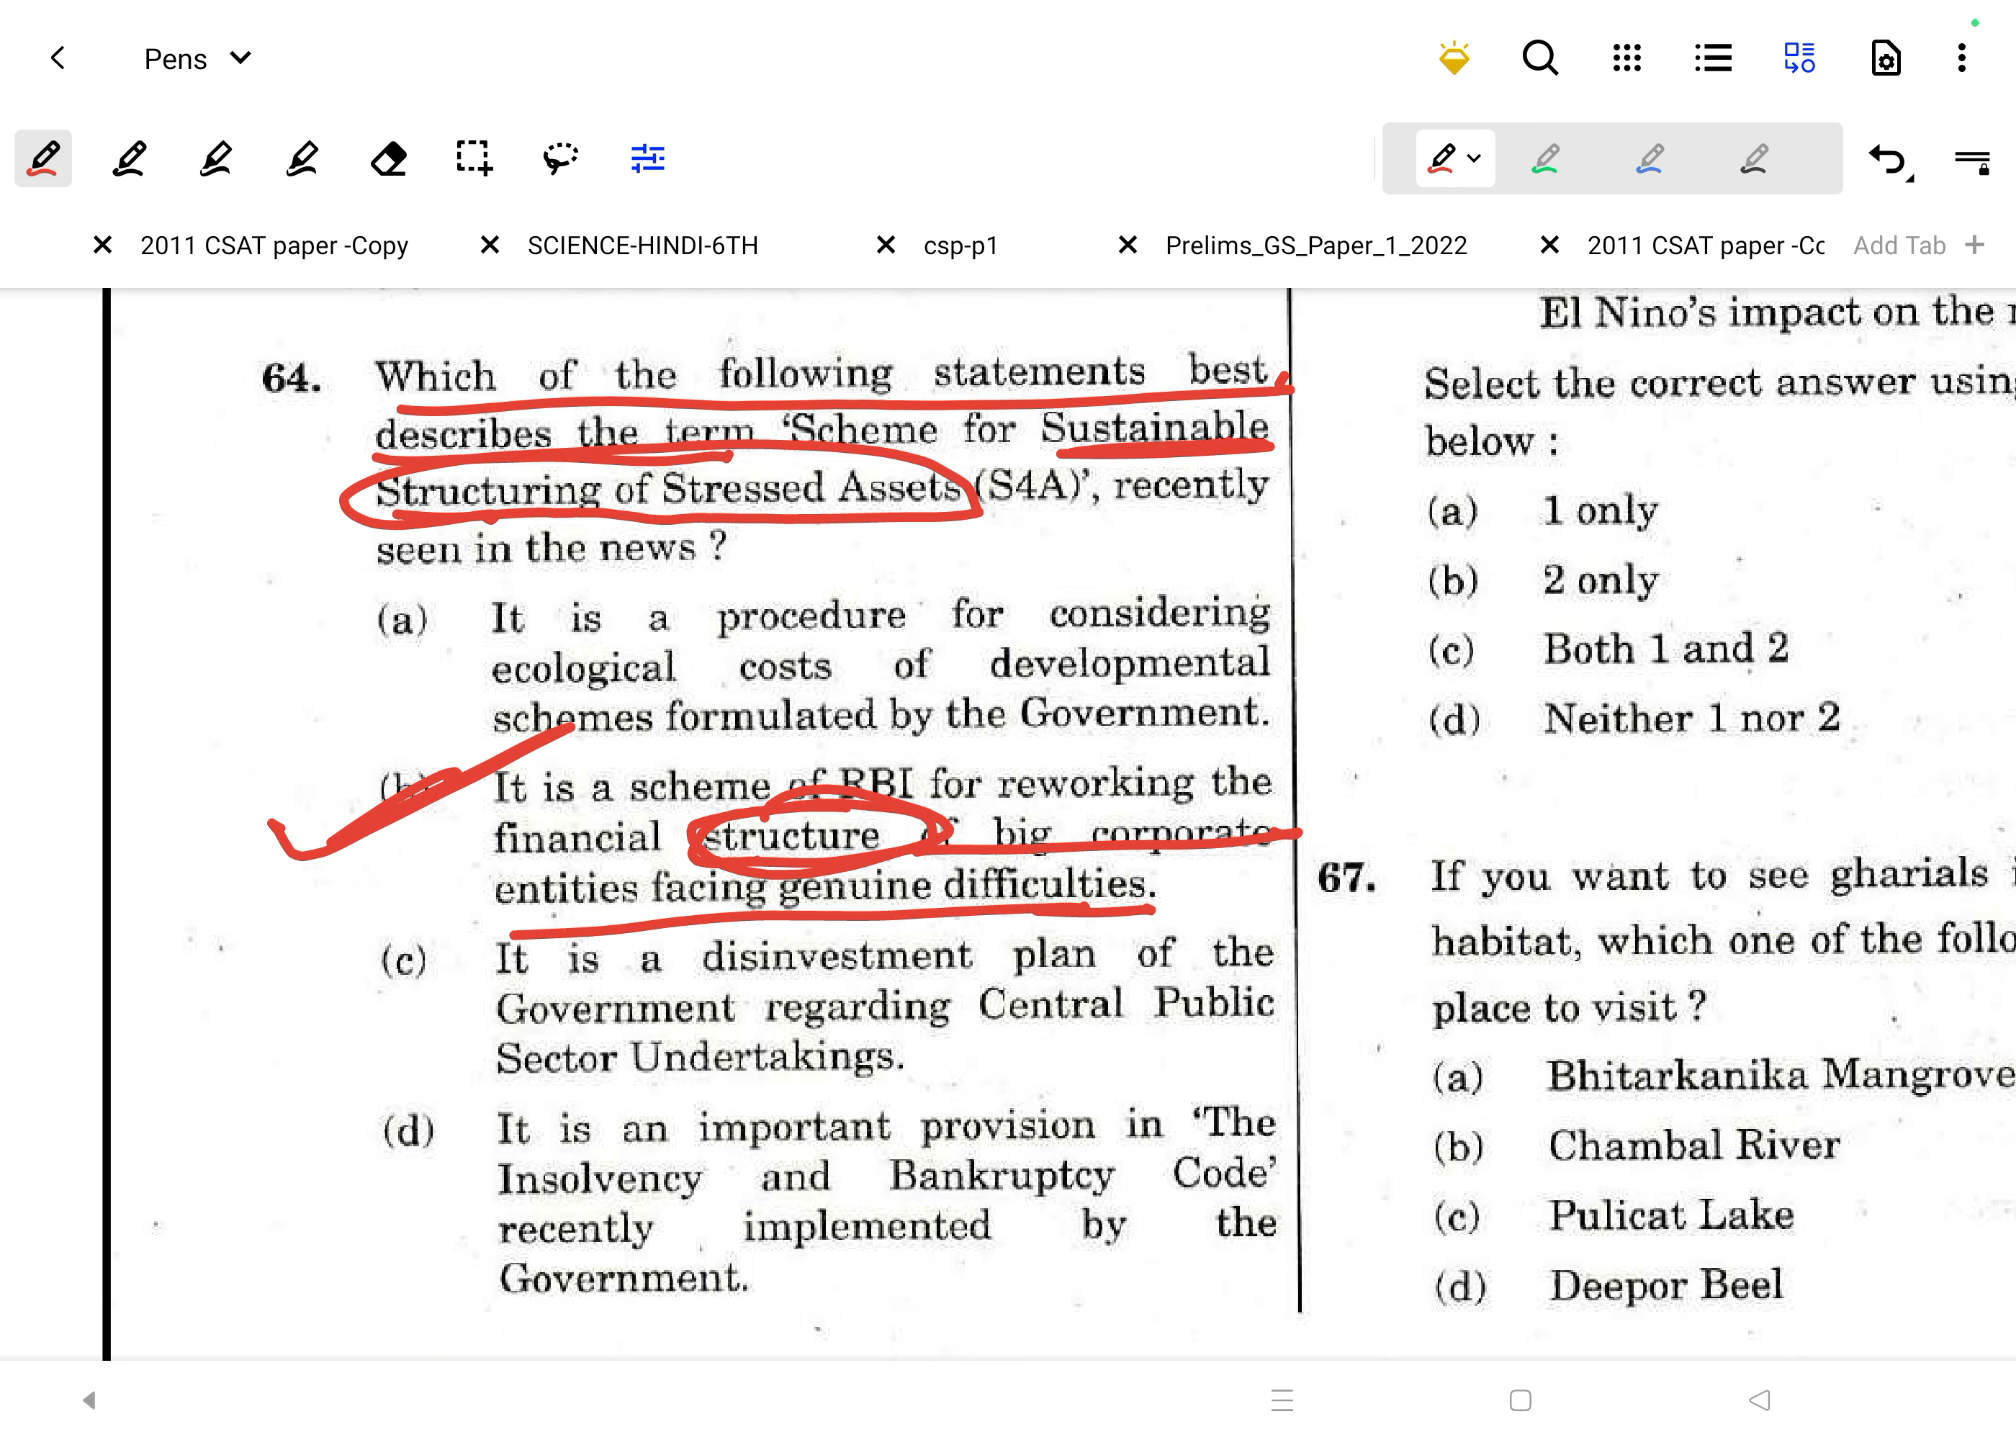 Pens
2011 CSAT paper -Copy
SCIENCE-HINDI-6TH
csp-p1
Prelims_GS_Paper_1_2022
2011 CSAT paper -Cc
Add Tab +
64. Which of the following statements best
describes the term ‘Scheme for Sustainable
Structuring of Stressed Assets (S4A)’, recently
seen in the news ?
(a) It is a procedure for considering
ecological costs of developmental
schemes formulated by the Government.
(b) It is a scheme of RBI for reworking the
financial structure of big corporate
entities facing genuine difficulties.
(c) It is a disinvestment plan of the
Government regarding Central Public
Sector Undertakings.
(d) It is an important provision in ‘The
Insolvency and Bankruptcy Code’
recently implemented by the
Government.
El Nino’s impact on the
Select the correct answer using
below :
(a) 1 only
(b) 2 only
(c) Both 1 and 2
(d) Neither 1 nor 2
67. If you want to see gharials
habitat, which one of the follo
place to visit ?
(a) Bhitarkanika Mangrove
(b) Chambal River
(c) Pulicat Lake
(d) Deepor Beel